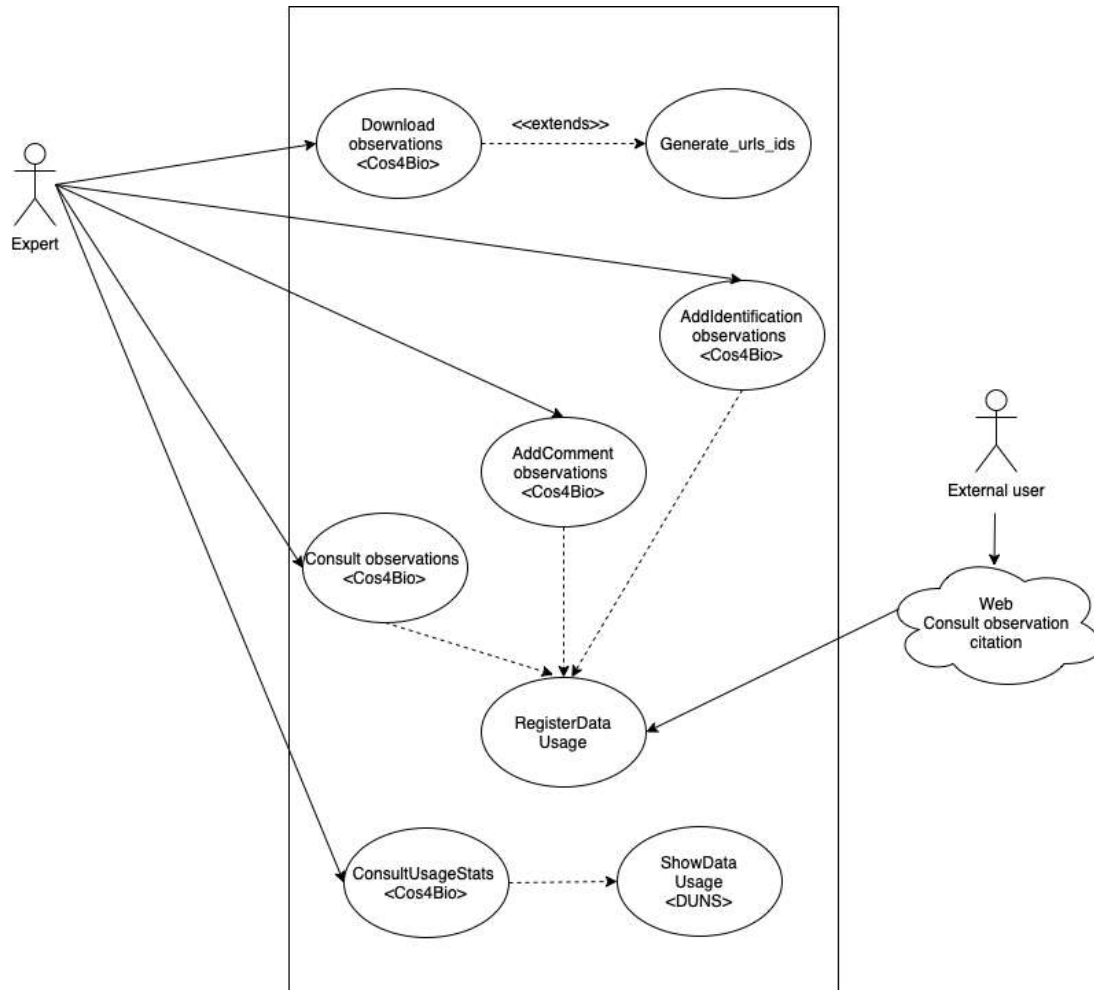 Download
observations
<Cos4Bio>
<<extends>>
Generate_urls_ids
Expert
AddIdentification
observations
<Cos4Bio>
AddComment
observations
<Cos4Bio>
External user
Consult observations
<Cos4Bio>
Web
Consult observation
citation
RegisterData
Usage
ConsultUsageStats
<Cos4Bio>
ShowData
Usage
<DUNS>